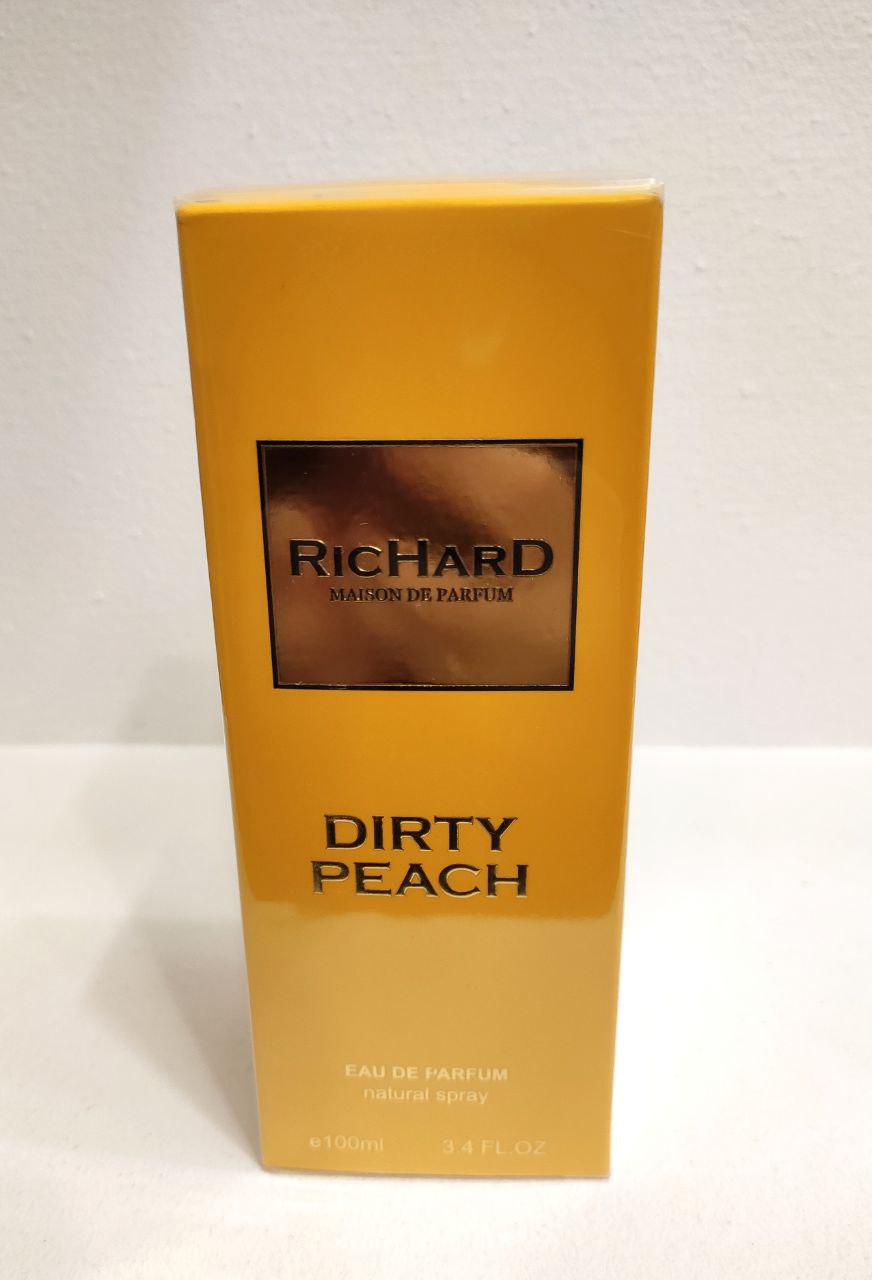 RicHarD
MAISON DE PARFUM
DIRTY
PEACH
EAU DE PARFUM
natural spray
e100ml 3.4 FL.OZ